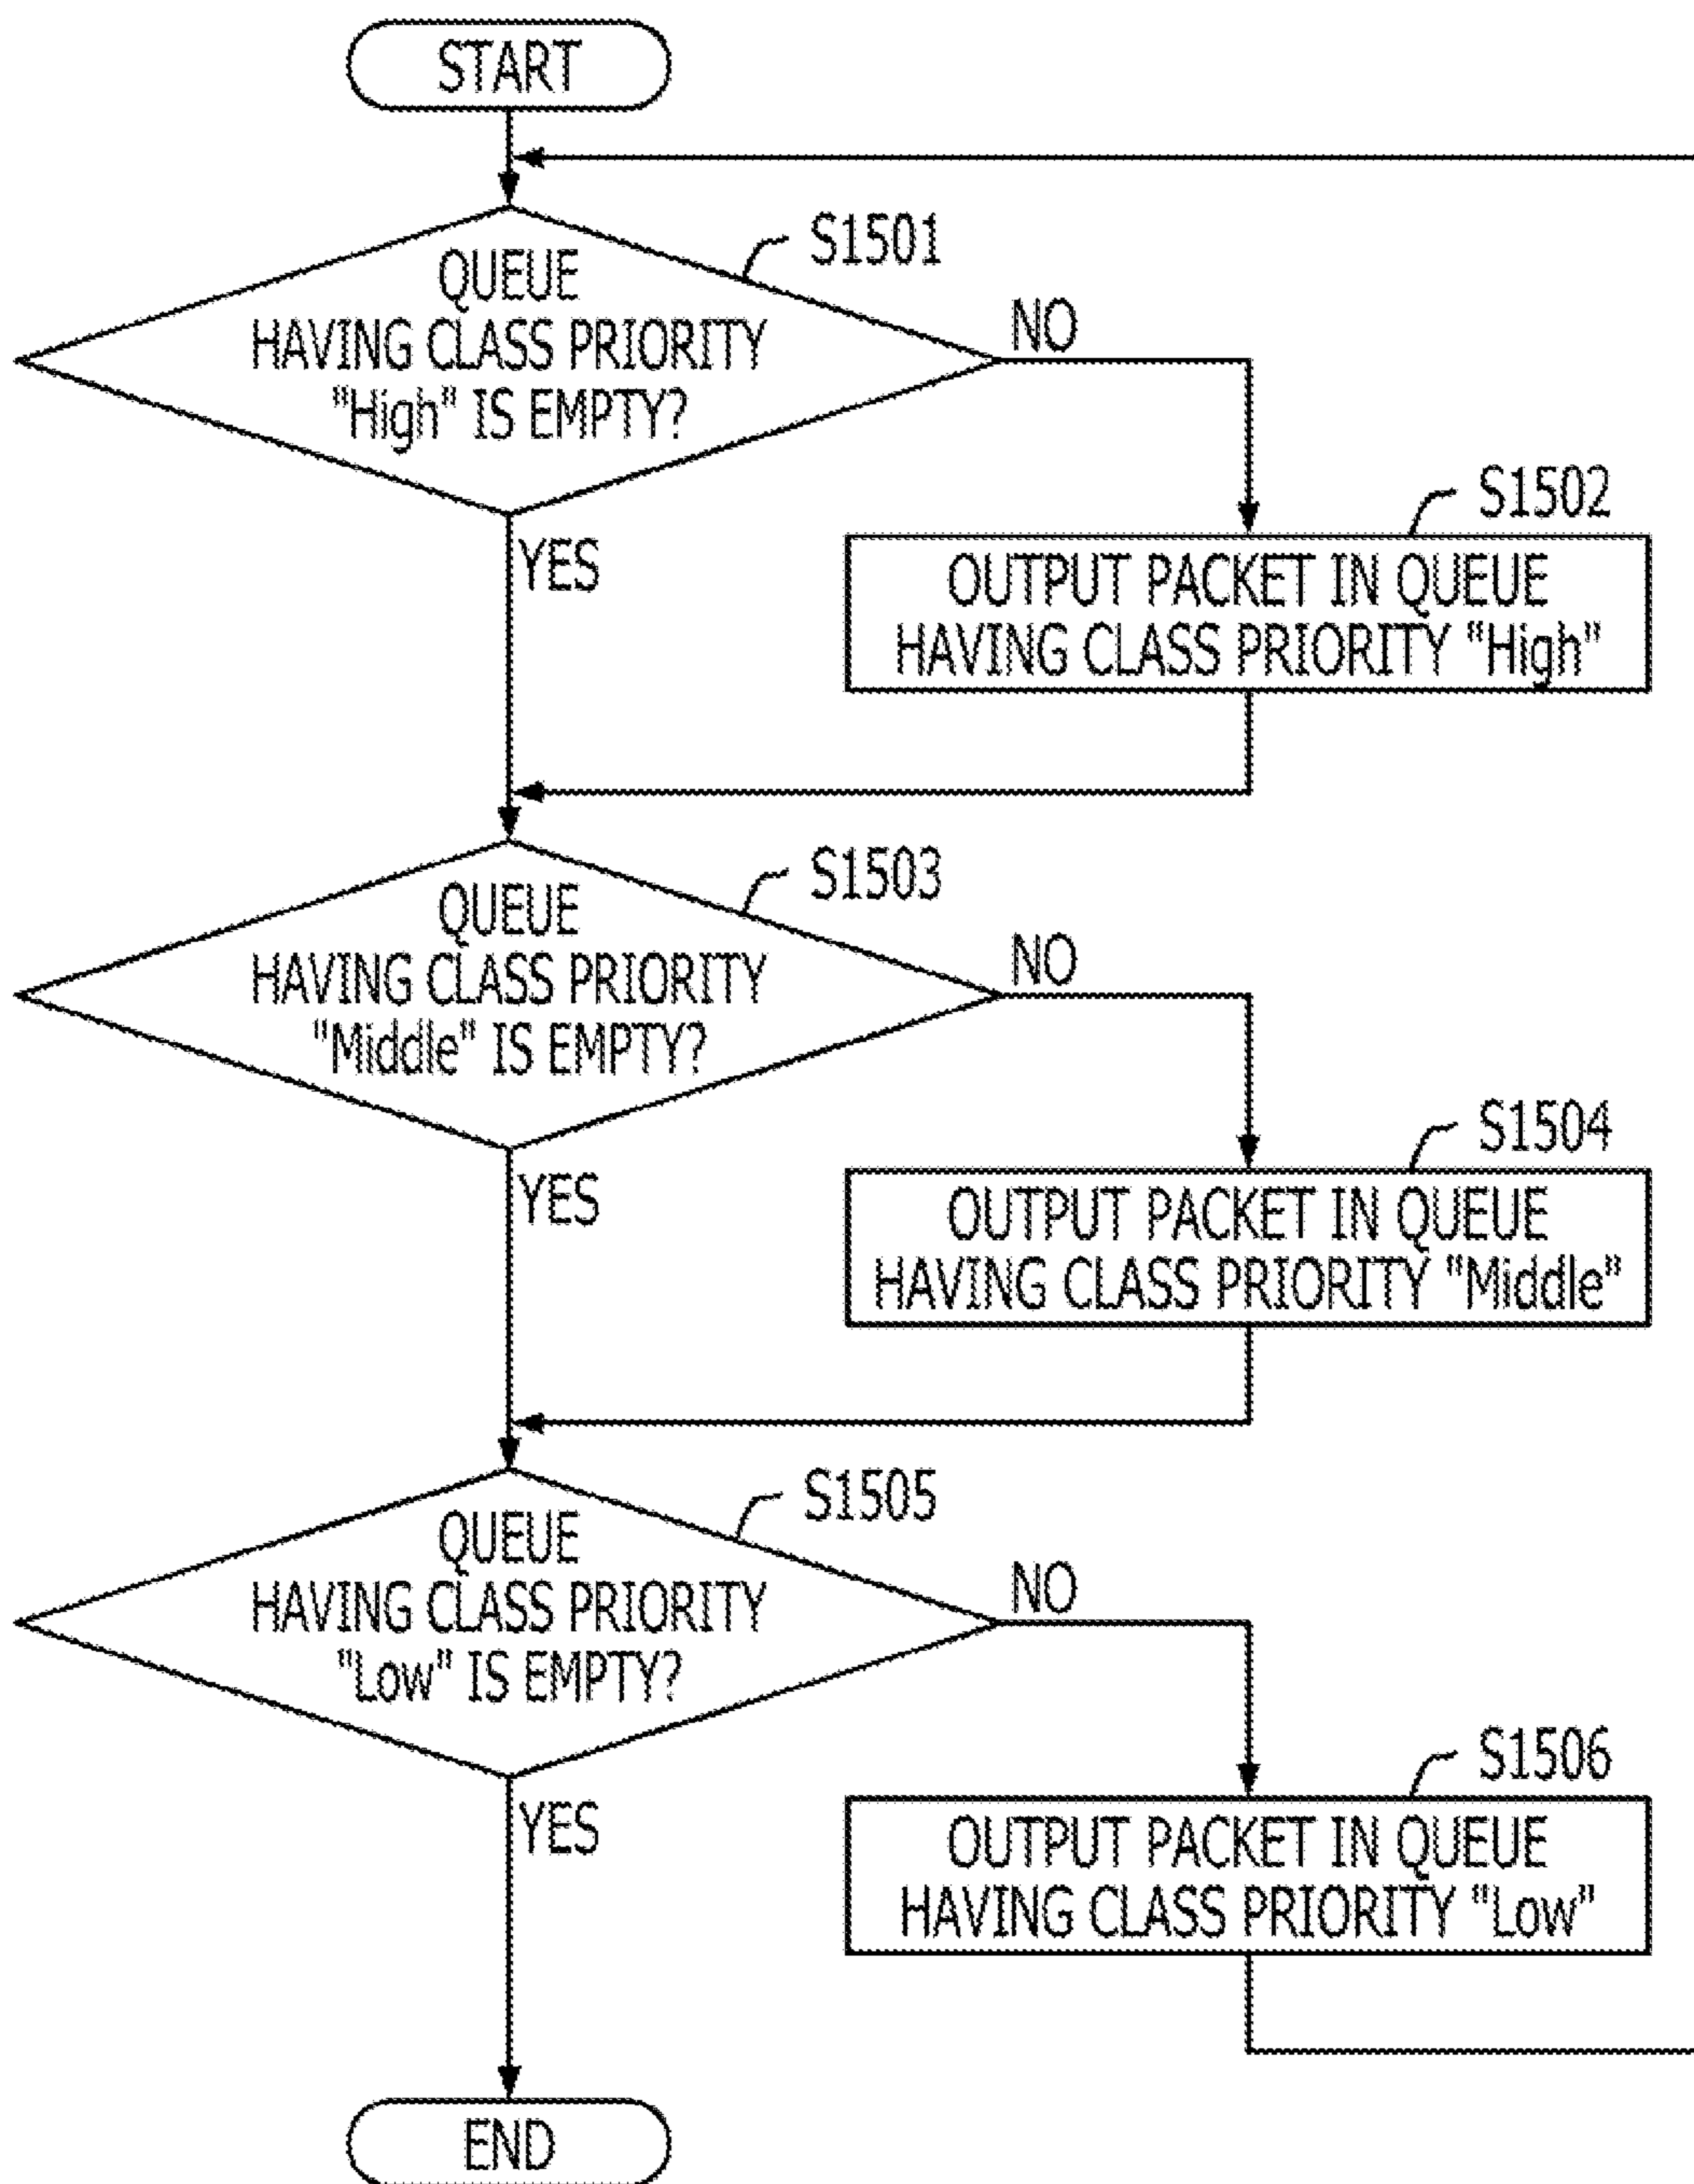 START
S1501
QUEUE
HAVING CLASS PRIORITY
"High" IS EMPTY?
NO
YES
S1502
OUTPUT PACKET IN QUEUE
HAVING CLASS PRIORITY "High"
S1503
QUEUE
HAVING CLASS PRIORITY
"Middle" IS EMPTY?
NO
YES
S1504
OUTPUT PACKET IN QUEUE
HAVING CLASS PRIORITY "Middle"
S1505
QUEUE
HAVING CLASS PRIORITY
"Low" IS EMPTY?
NO
YES
S1506
OUTPUT PACKET IN QUEUE
HAVING CLASS PRIORITY "Low"
END